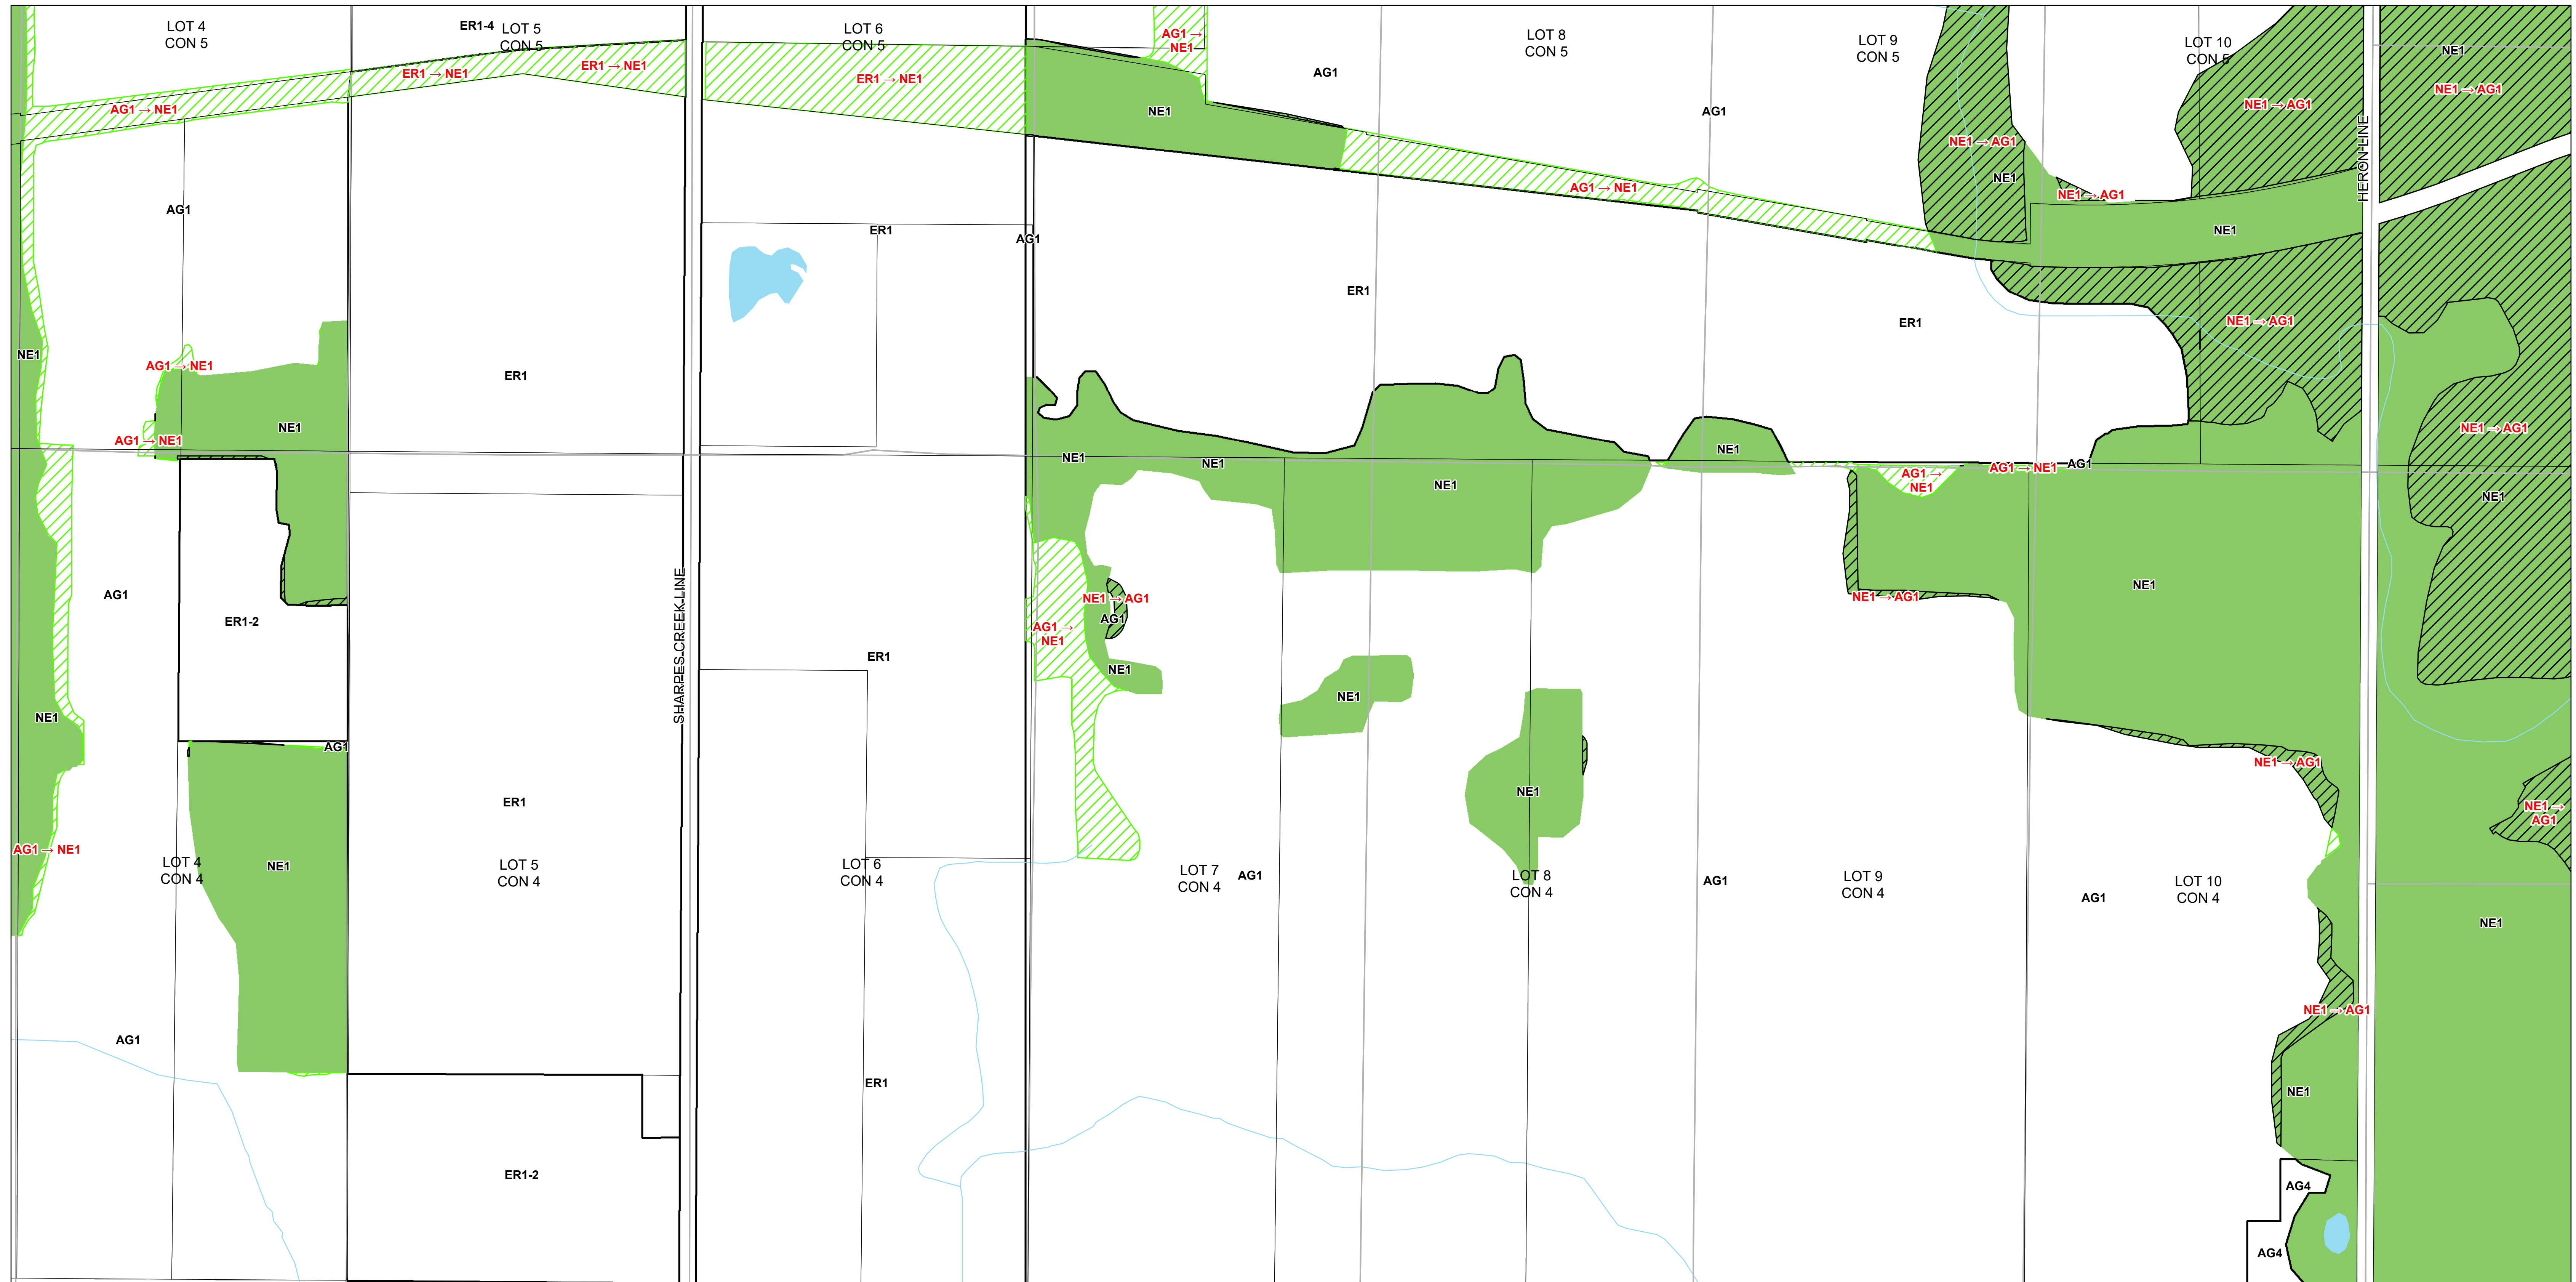 LOT 4
CON 5
ER1-4
LOT 5
CON 5
LOT 6
CON 5
AG1 →
NE1
LOT 8
CON 5
LOT 9
CON 5
LOT 10
CON 5
NE1
ER1 → NE1
ER1 → NE1
ER1 → NE1
AG1
NE1 → AG1
NE1 → AG1
AG1 → NE1
NE1
AG1
NE1 → AG1
HERON LINE
AG1 → NE1
NE1
NE1 → AG1
AG1
ER1
AG1
NE1
ER1
ER1
NE1 → AG1
NE1
AG1 → NE1
ER1
NE1
NE1 → AG1
AG1 → NE1
NE1
NE1
NE1
AG1 → NE1
AG1
AG1 →
NE1
NE1
NE1
AG1
NE1 → AG1
AG1
NE1 → AG1
NE1
ER1-2
AG1 →
NE1
SHARPES CREEK LINE
ER1
NE1
NE1
NE1
AG1
NE1 → AG1
ER1
NE1
NE1 →
AG1
AG1 → NE1
LOT 4
CON 4
NE1
LOT 5
CON 4
LOT 6
CON 4
LOT 7
CON 4
AG1
LOT 8
CON 4
AG1
LOT 9
CON 4
AG1
LOT 10
CON 4
NE1
NE1 → AG1
AG1
ER1
NE1
ER1-2
AG4
AG4